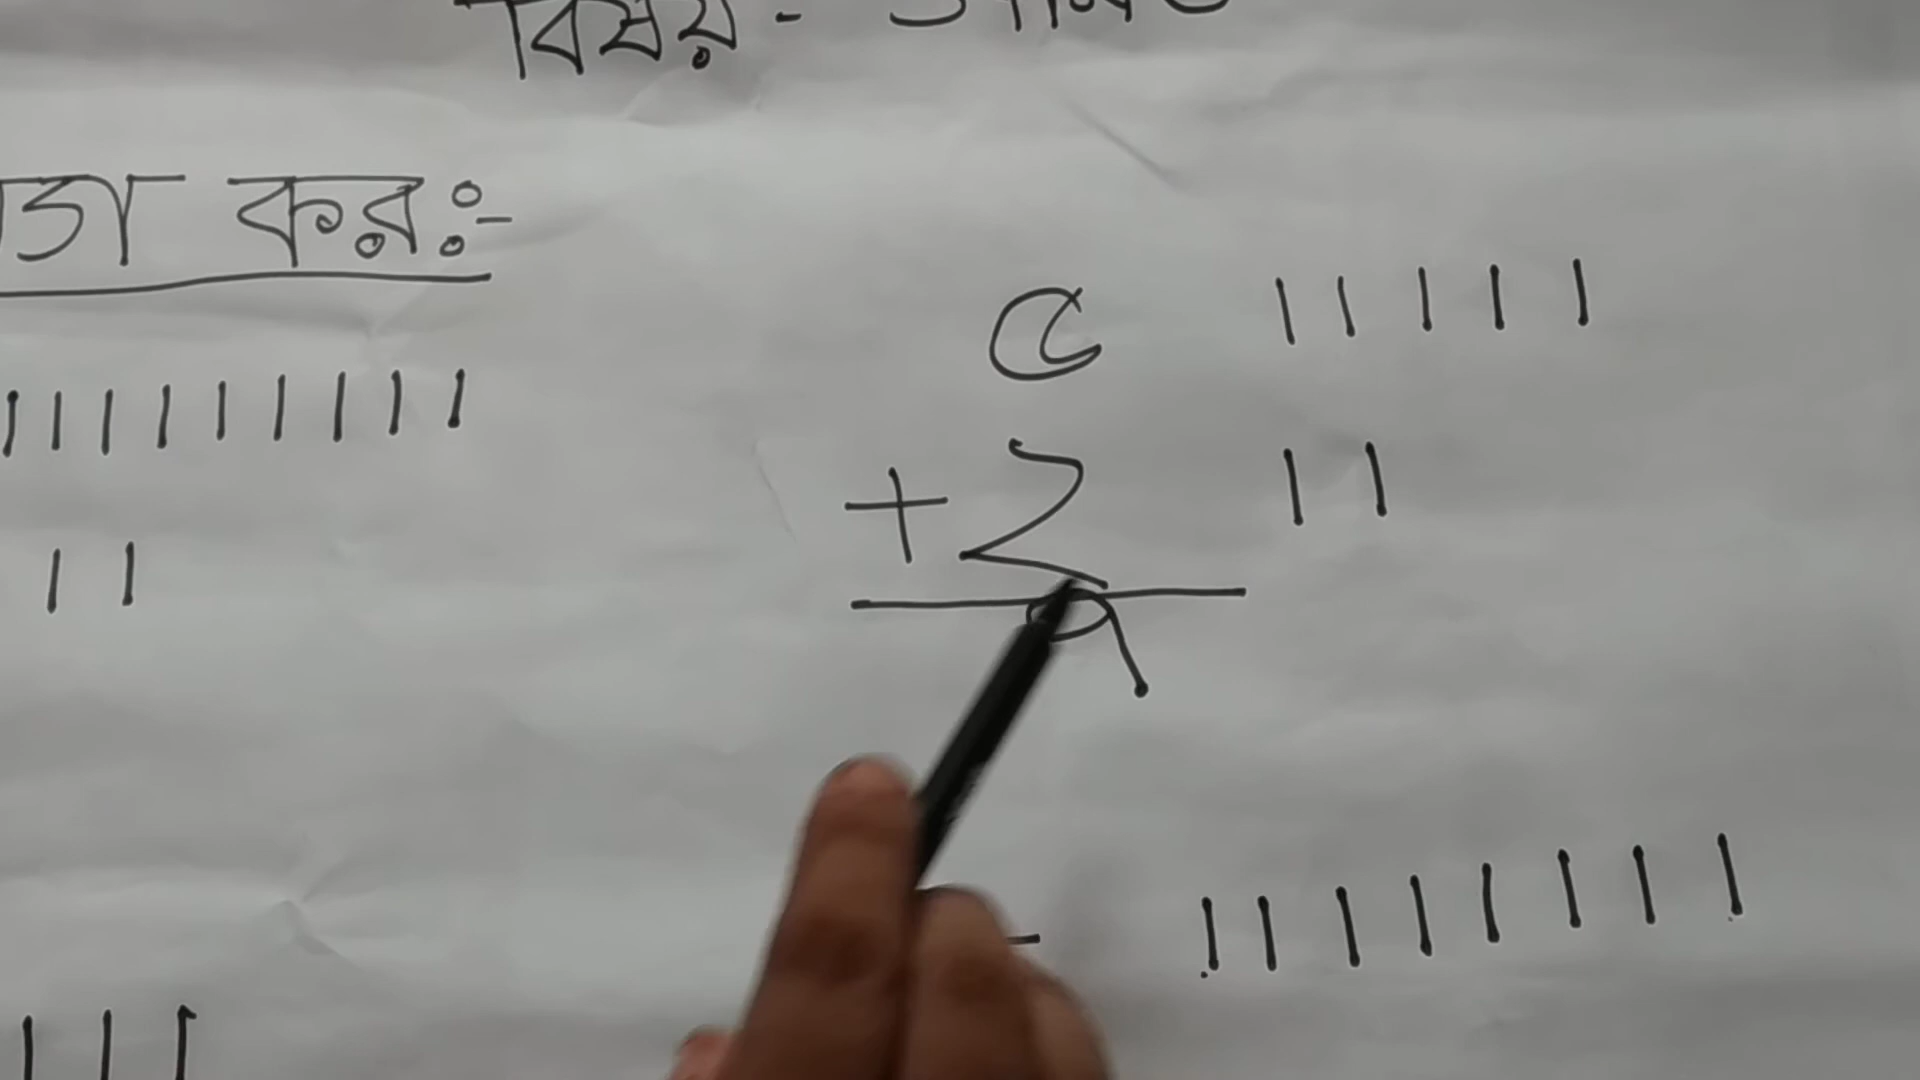 বিষয় -
কর :-
৫ | | | | |
| | | | | | | | |
+ ২ | |
| |
৭
| | | | | | | |
| | |